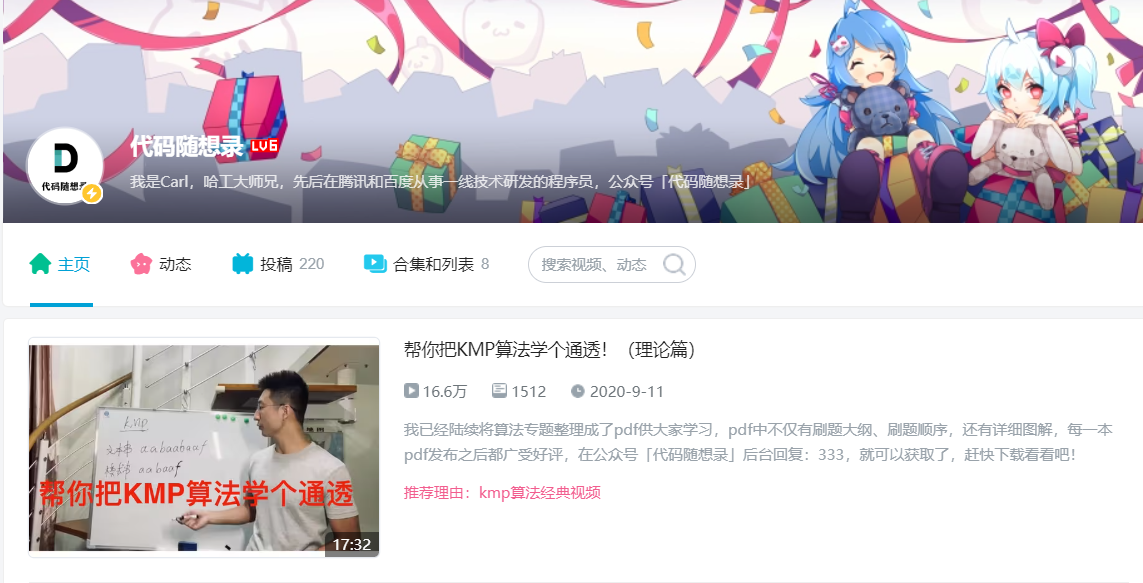 代码随想录 LV6
D
代码随想
我是Carl，哈工大师兄，先后在腾讯和百度从事一线技术研发的程序员，公众号「代码随想录」
主页 动态 投稿 220 合集和列表 8 搜索视频、动态
帮你把KMP算法学个通透！（理论篇）
16.6万 1512 2020-9-11
我已经陆续将算法专题整理成了pdf供大家学习，pdf中不仅有刷题大纲、刷题顺序，还有详细图解，每一本
pdf发布之后都广受好评，在公众号「代码随想录」后台回复：333，就可以获取了，赶快下载看看吧！
推荐理由：kmp算法经典视频
KMP
文本串 aabaabaaf
模式串 aabaaf
帮你把KMP算法学个通透
17:32